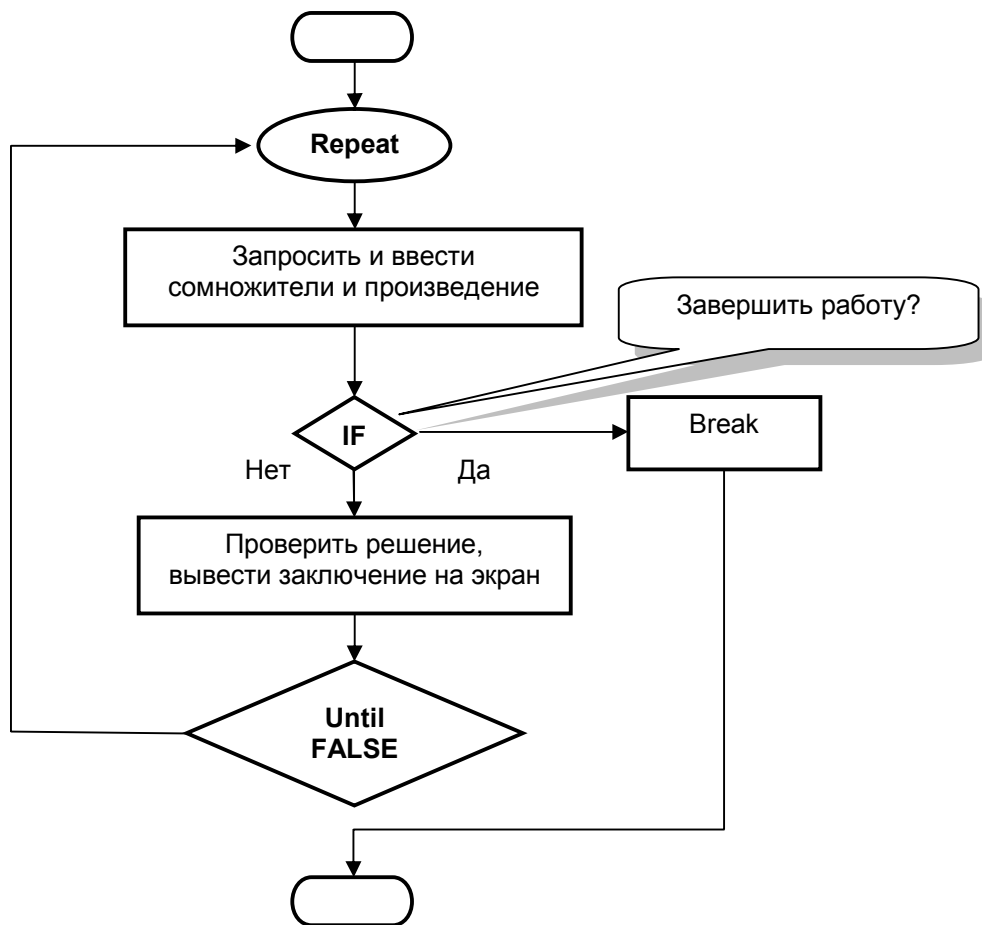 Repeat
Запросить и ввести
сомножители и произведение
Завершить работу?
IF
Break
Нет
Да
Проверить решение,
вывести заключение на экран
Until
FALSE